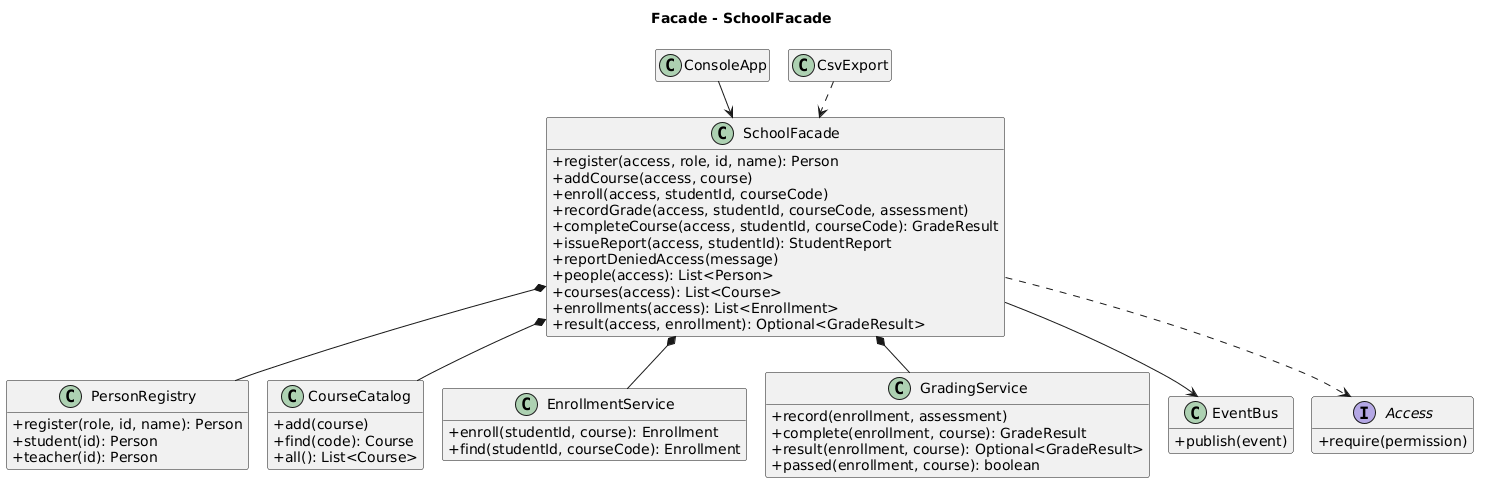 Facade - SchoolFacade
C ConsoleApp
C CsvExport
C SchoolFacade
+register(access, role, id, name): Person
+addCourse(access, course)
+enroll(access, studentId, courseCode)
+recordGrade(access, studentId, courseCode, assessment)
+completeCourse(access, studentId, courseCode): GradeResult
+issueReport(access, studentId): StudentReport
+reportDeniedAccess(message)
+people(access): List<Person>
+courses(access): List<Course>
+enrollments(access): List<Enrollment>
+result(access, enrollment): Optional<GradeResult>
C PersonRegistry
+register(role, id, name): Person
+student(id): Person
+teacher(id): Person
C CourseCatalog
+add(course)
+find(code): Course
+all(): List<Course>
C EnrollmentService
+enroll(studentId, course): Enrollment
+find(studentId, courseCode): Enrollment
C GradingService
+record(enrollment, assessment)
+complete(enrollment, course): GradeResult
+result(enrollment, course): Optional<GradeResult>
+passed(enrollment, course): boolean
C EventBus
+publish(event)
I Access
+require(permission)